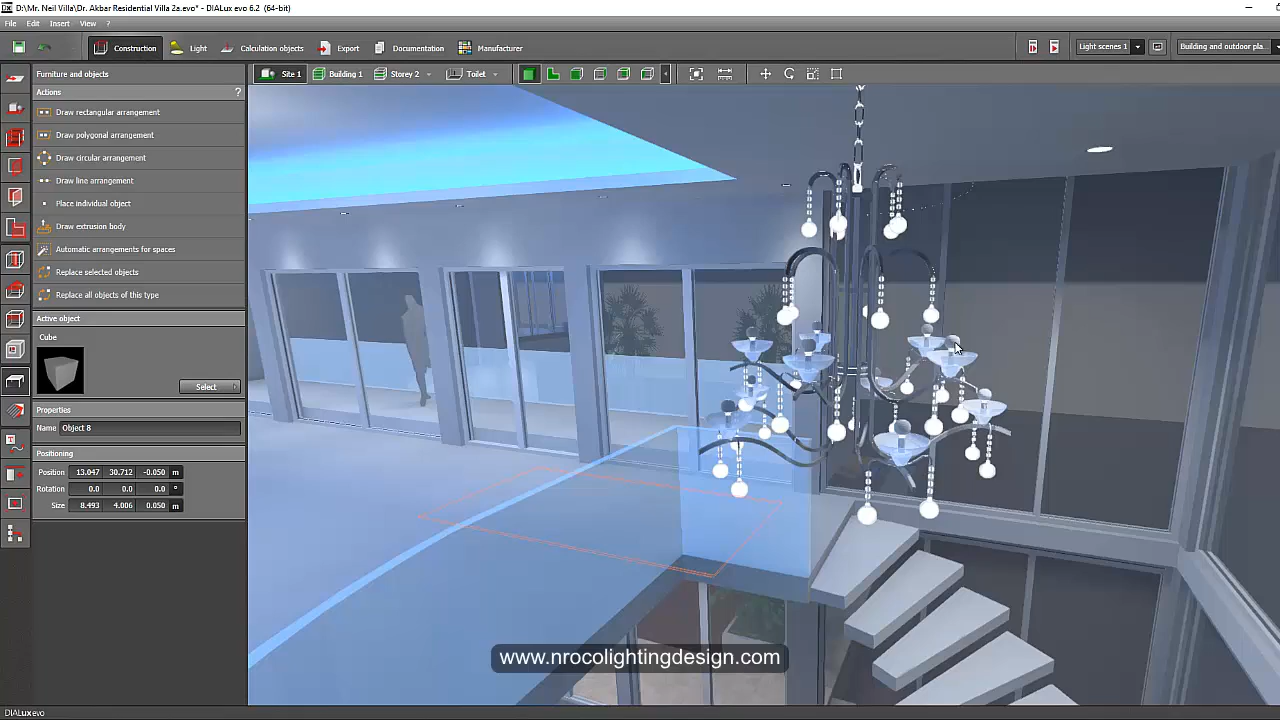 D:\Mr. Neil Villa\Dr. Akbar Residential Villa 2a.evo* - DIALux evo 6.2 (64-bit)
File Edit Insert View ?
Construction Light Calculation objects Export Documentation Manufacturer Light scenes 1 Building and outdoor pla...
Furniture and objects
Site 1 Building 1 Storey 2 Toilet
Actions ?
Draw rectangular arrangement
Draw polygonal arrangement
Draw circular arrangement
Draw line arrangement
Place individual object
Draw extrusion body
Automatic arrangements for spaces
Replace selected objects
Replace all objects of this type
Active object
Cube
Select
Properties
Name Object 8
Positioning
Position 13.047 30.712 -0.050 m
Rotation 0.0 0.0 0.0 °
Size 8.493 4.006 0.050 m
www.nrocolightingdesign.com
DIALux evo